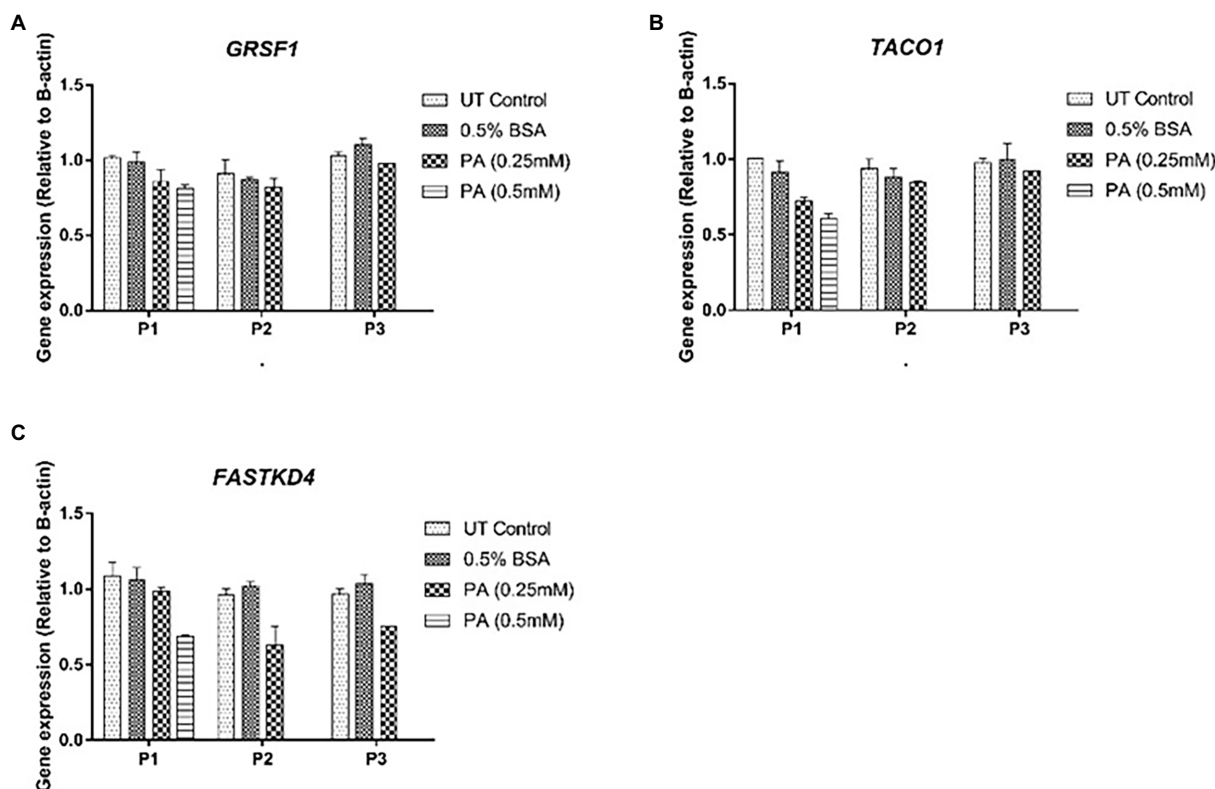 A
GRSF1
Gene expression (Relative to B-actin)
1.5
1.0
0.5
0.0
P1 P2 P3
UT Control
0.5% BSA
PA (0.25mM)
PA (0.5mM)
B
TACO1
Gene expression (Relative to B-actin)
1.5
1.0
0.5
0.0
P1 P2 P3
UT Control
0.5% BSA
PA (0.25mM)
PA (0.5mM)
C
FASTKD4
Gene expression (Relative to B-actin)
1.5
1.0
0.5
0.0
P1 P2 P3
UT Control
0.5% BSA
PA (0.25mM)
PA (0.5mM)